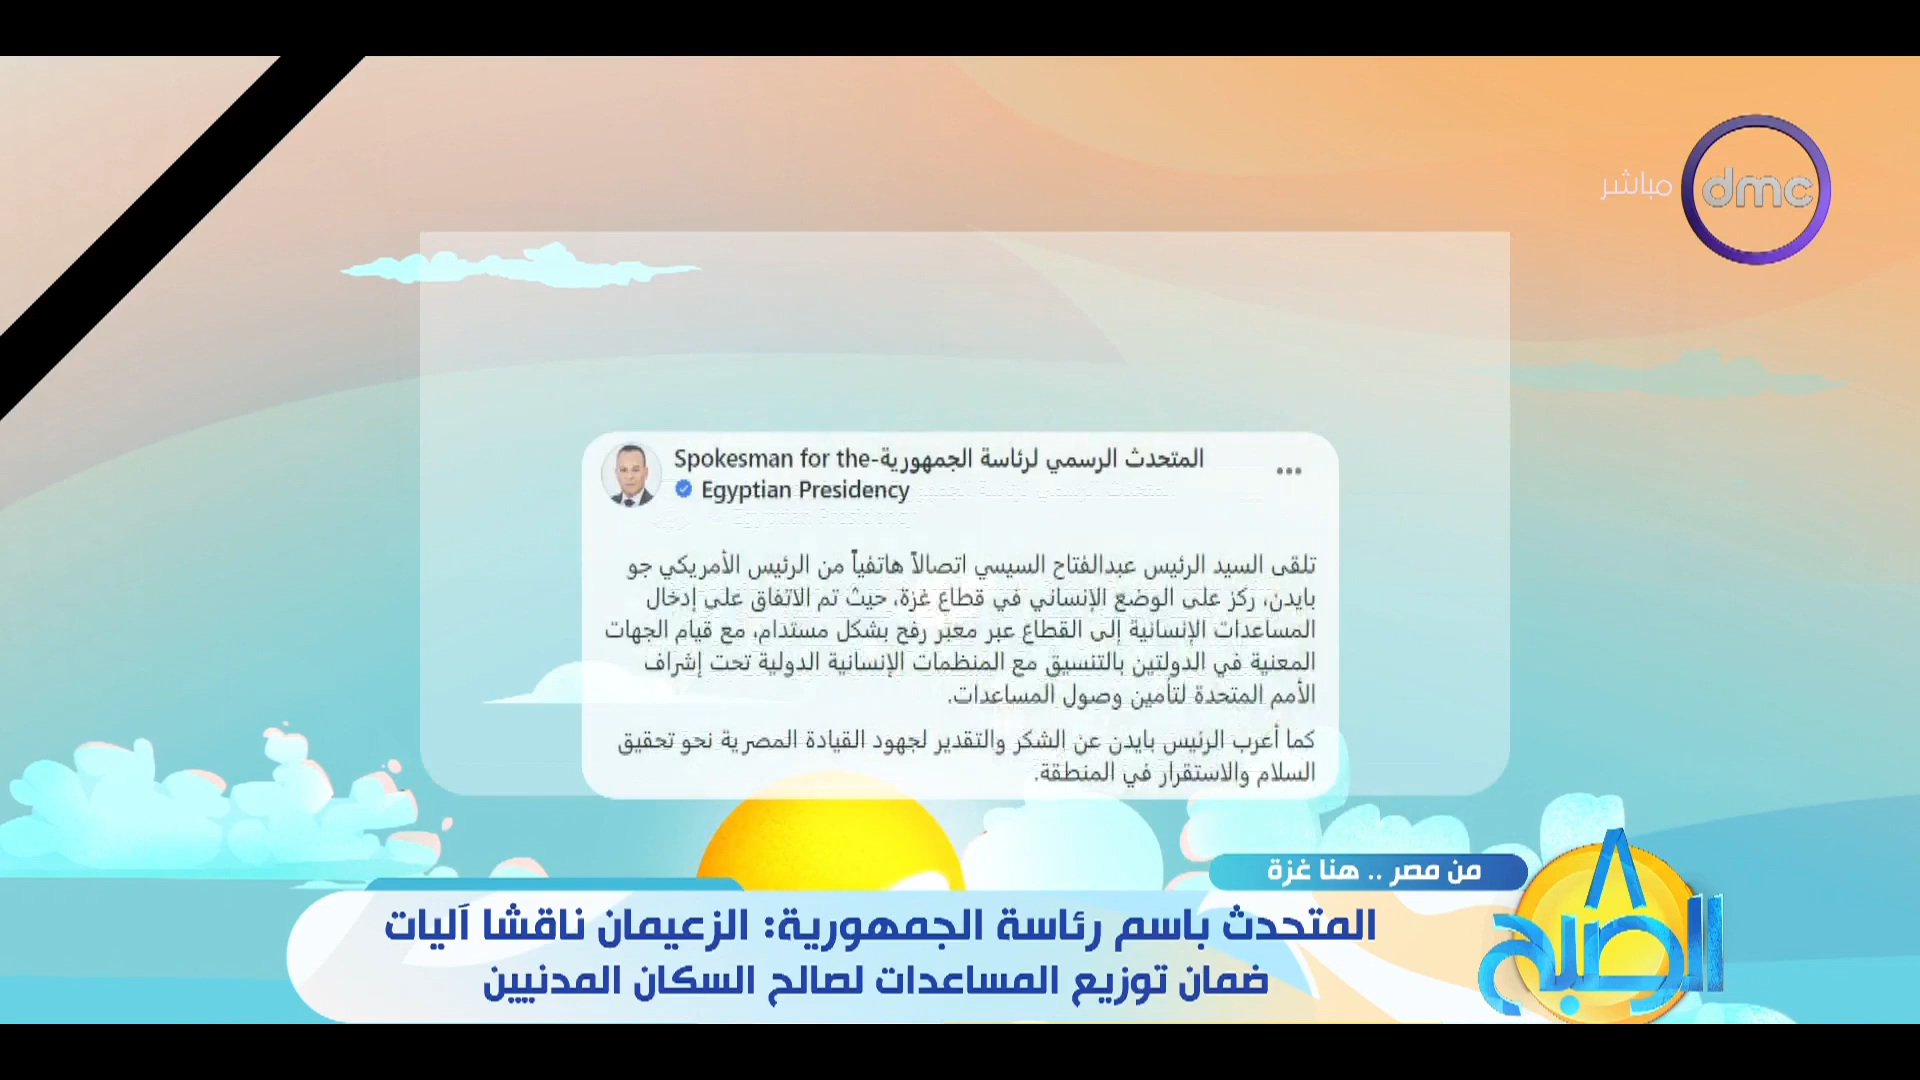 dmc
مباشر
المتحدث الرسمي لرئاسة الجمهورية-Spokesman for the
Egyptian Presidency
تلقى السيد الرئيس عبدالفتاح السيسي اتصالاً هاتفياً من الرئيس الأمريكي جو
بايدن، ركز على الوضع الإنساني في قطاع غزة، حيث تم الاتفاق على إدخال
المساعدات الإنسانية إلى القطاع عبر معبر رفح بشكل مستدام، مع قيام الجهات
المعنية في الدولتين بالتنسيق مع المنظمات الإنسانية الدولية تحت إشراف
الأمم المتحدة لتأمين وصول المساعدات.
كما أعرب الرئيس بايدن عن الشكر والتقدير لجهود القيادة المصرية نحو تحقيق
السلام والاستقرار في المنطقة.
من مصر .. هنا غزة
المتحدث باسم رئاسة الجمهورية: الزعيمان ناقشا آليات
ضمان توزيع المساعدات لصالح السكان المدنيين
٨
الصبح